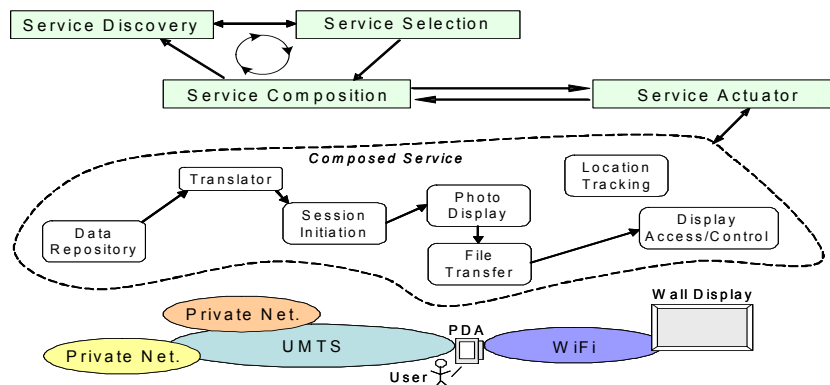 Service Discovery
Service Selection
Service Composition
Service Actuator
Composed Service
Location
Tracking
Translator
Photo
Display
Session
Initiation
Display
Access/Control
Data
Repository
File
Transfer
Wall Display
Private Net.
PDA
UMTS
WiFi
Private Net.
User